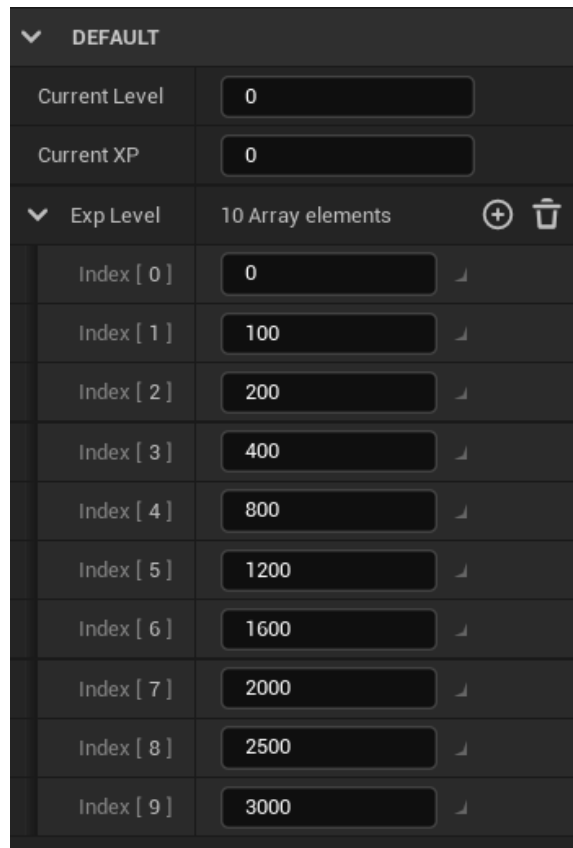 DEFAULT
Current Level 0
Current XP 0
Exp Level 10 Array elements
Index [ 0 ] 0
Index [ 1 ] 100
Index [ 2 ] 200
Index [ 3 ] 400
Index [ 4 ] 800
Index [ 5 ] 1200
Index [ 6 ] 1600
Index [ 7 ] 2000
Index [ 8 ] 2500
Index [ 9 ] 3000